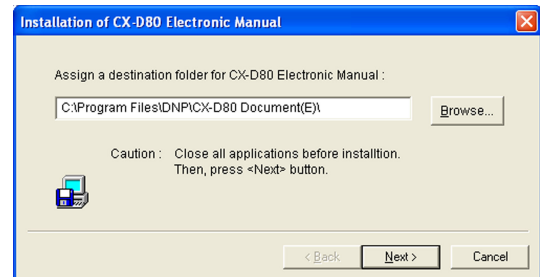 Installation of CX-D80 Electronic Manual
Assign a destination folder for CX-D80 Electronic Manual :
C:\Program Files\DNP\CX-D80 Document(E)\
Browse...
Caution : Close all applications before installtion.
Then, press <Next> button.
< Back
Next >
Cancel